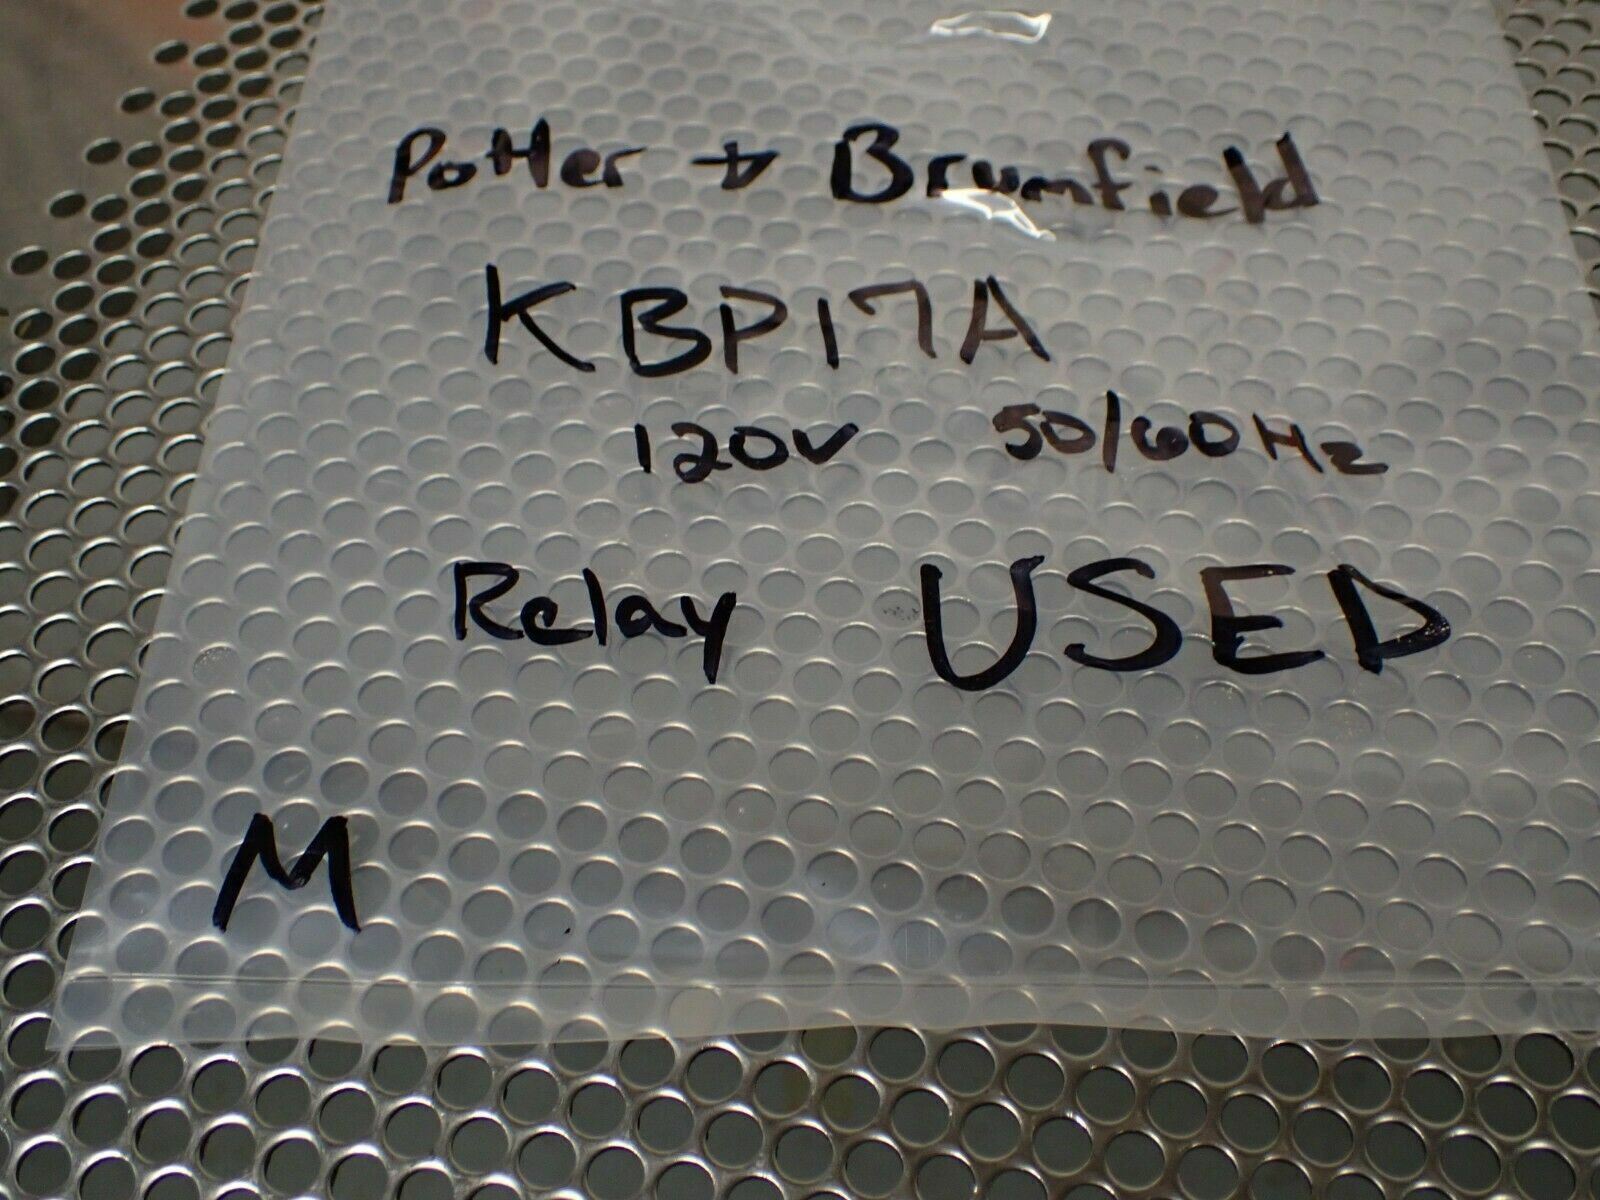 Potter + Brumfield
KBP17A
120V 50/60Hz
Relay USED
M